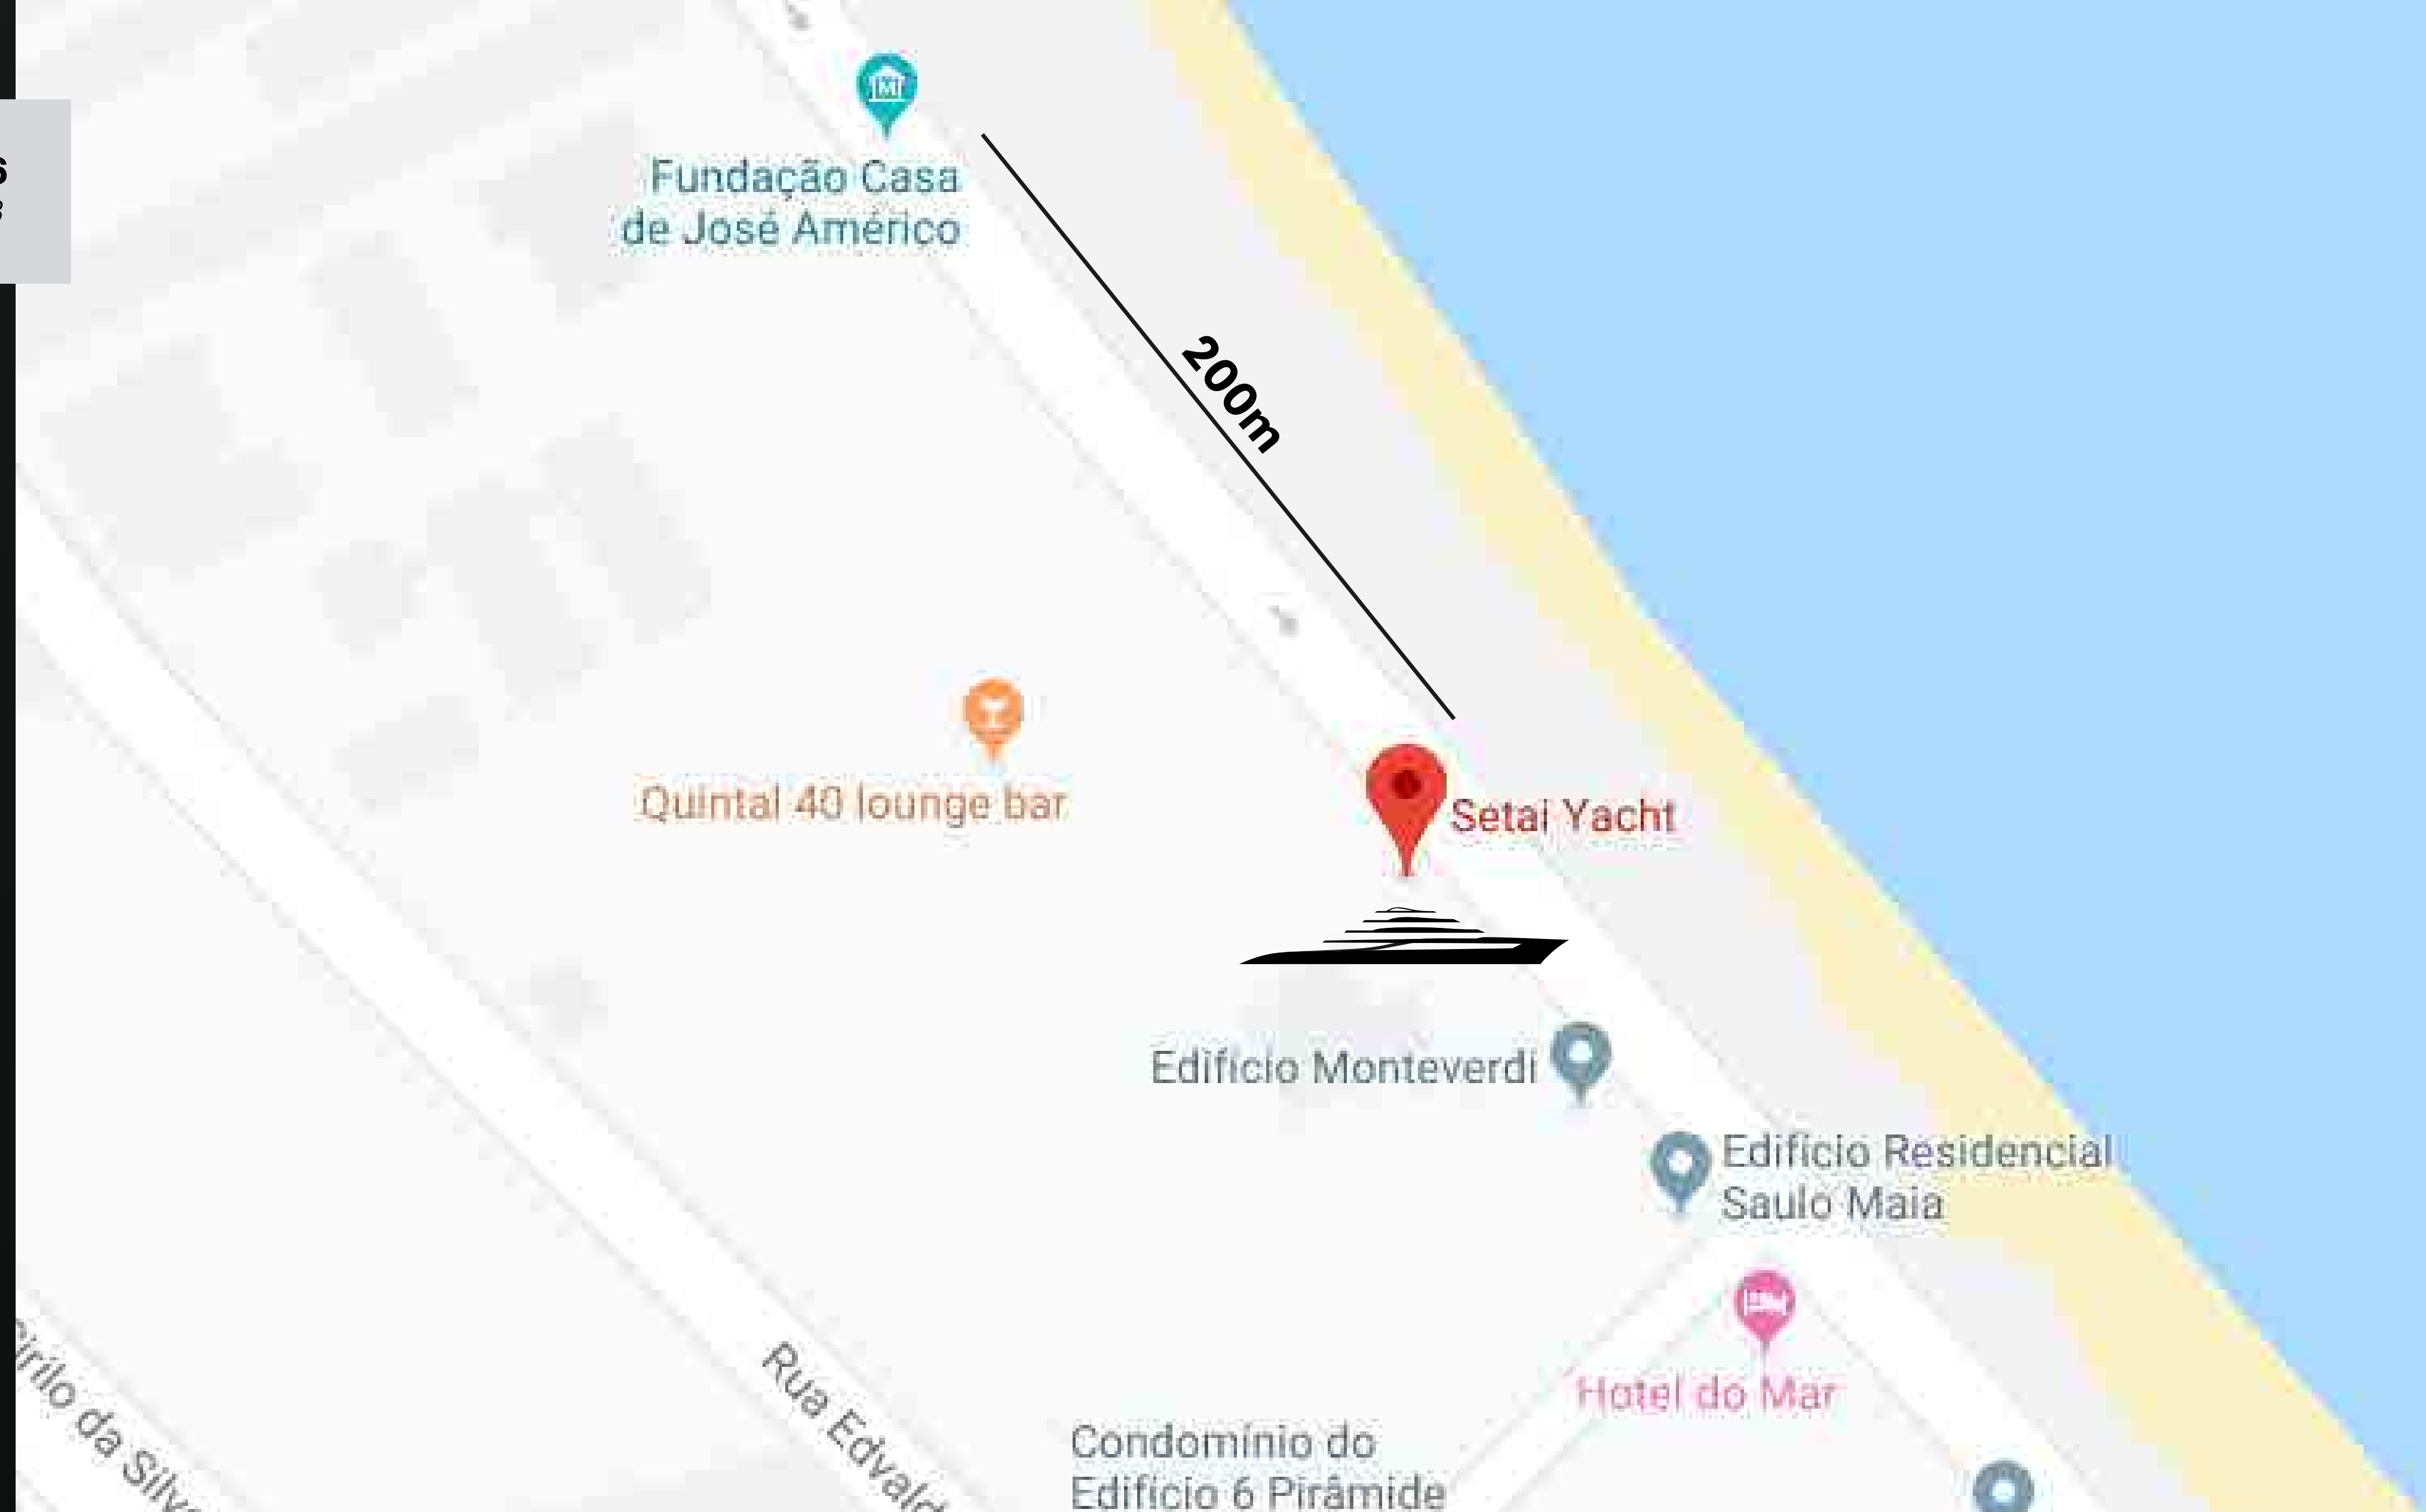 Fundação Casa
de José Américo
200m
Quintal 40 lounge bar
Setai Yacht
Edifício Monteverdi
Edifício Residencial
Saulo Maia
Hotel do Mar
Rua
da
Condomínio do
Edifício 6 Pirâmide